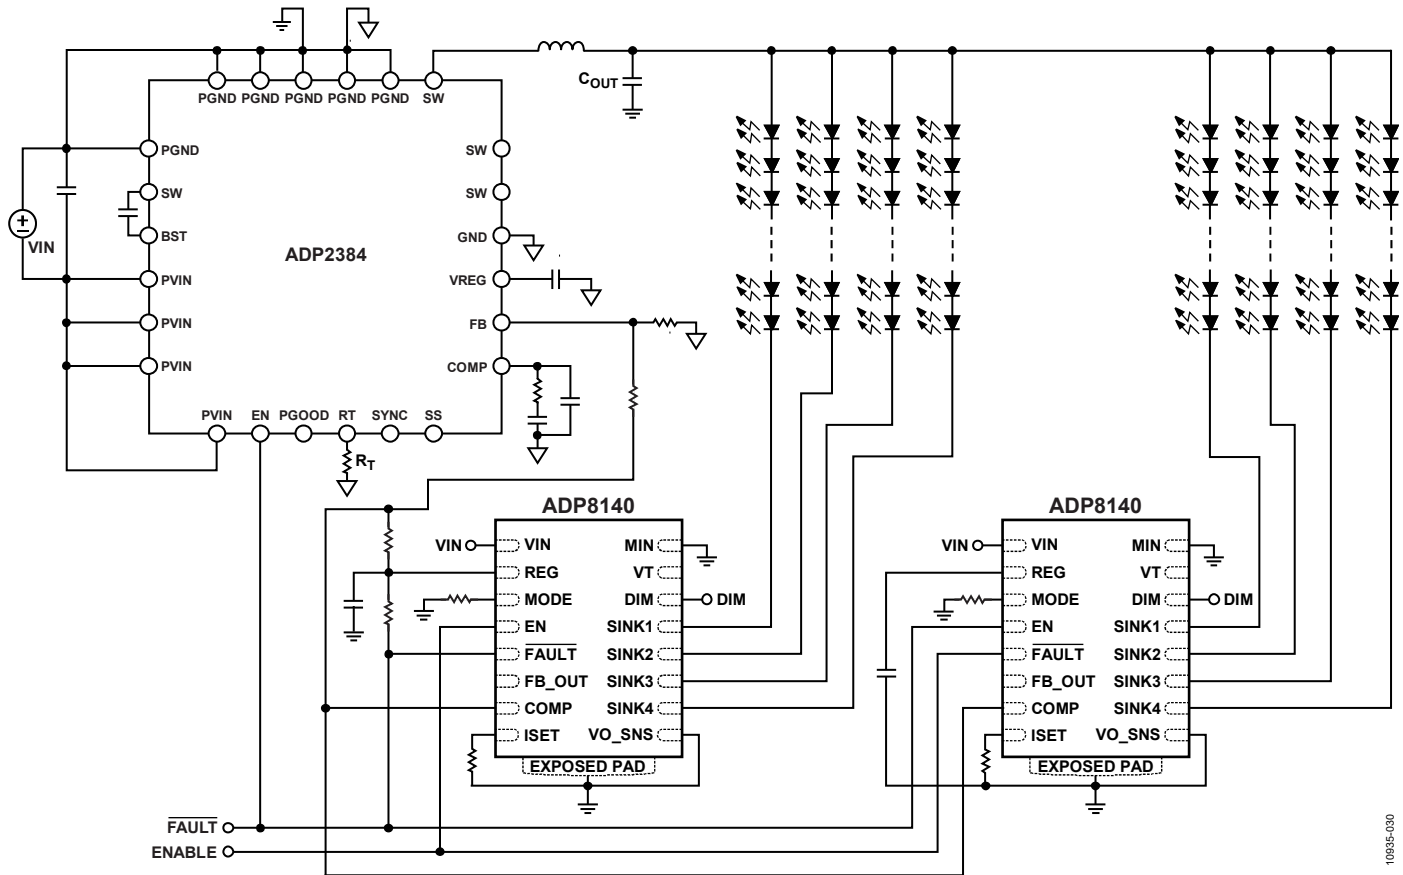 C_OUT
PGND PGND PGND PGND PGND SW
PGND
SW
BST
PVIN
PVIN
PVIN
VIN
ADP2384
SW
SW
GND
VREG
FB
COMP
PVIN EN PGOOD RT SYNC SS
R_T
ADP8140
VIN
VIN
REG
MODE
EN
FAULT
FB_OUT
COMP
ISET
MIN
VT
DIM
DIM
SINK1
SINK2
SINK3
SINK4
VO_SNS
EXPOSED PAD
ADP8140
VIN
VIN
REG
MODE
EN
FAULT
FB_OUT
COMP
ISET
MIN
VT
DIM
DIM
SINK1
SINK2
SINK3
SINK4
VO_SNS
EXPOSED PAD
FAULT
ENABLE
10935-030